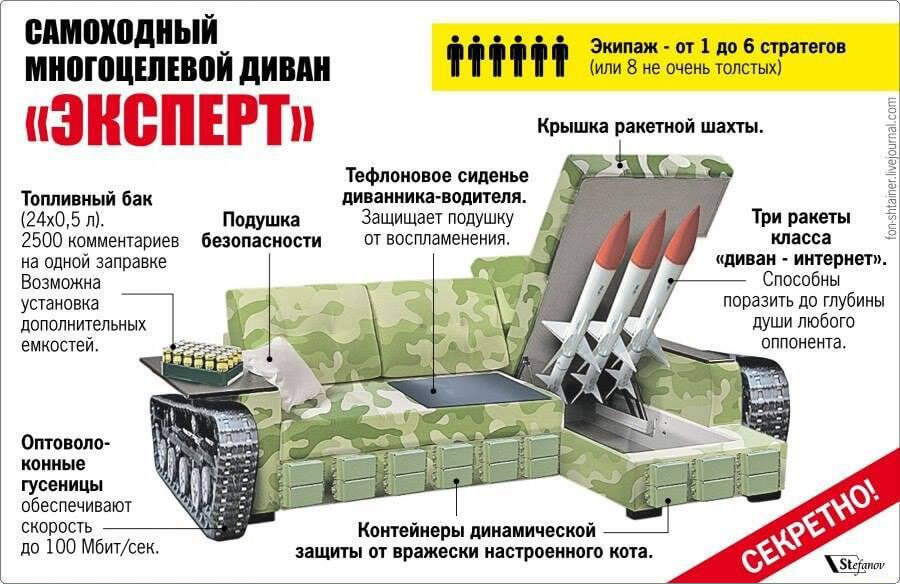 САМОХОДНЫЙ
МНОГОЦЕЛЕВОЙ ДИВАН
«ЭКСПЕРТ»
Экипаж - от 1 до 6 стратегов
(или 8 не очень толстых)
fon-shtainer.livejournal.com
Крышка ракетной шахты.
Тефлоновое сиденье
диванника-водителя.
Защищает подушку
от воспламенения.
Топливный бак
(24х0,5 л).
2500 комментариев
на одной заправке
Возможна
установка
дополнительных
емкостей.
Подушка
безопасности
Три ракеты
класса
«диван - интернет».
Способны
поразить до глубины
души любого
оппонента.
Оптоволо-
конные
гусеницы
обеспечивают
скорость
до 100 Мбит/сек.
Контейнеры динамической
защиты от вражески настроенного кота.
СЕКРЕТНО!
Stefanov